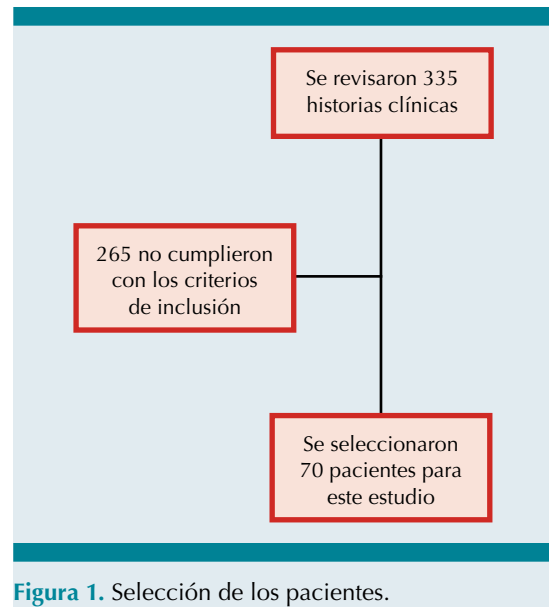 Se revisaron 335
historias clínicas
265 no cumplieron
con los criterios
de inclusión
Se seleccionaron
70 pacientes para
este estudio
Figura 1. Selección de los pacientes.